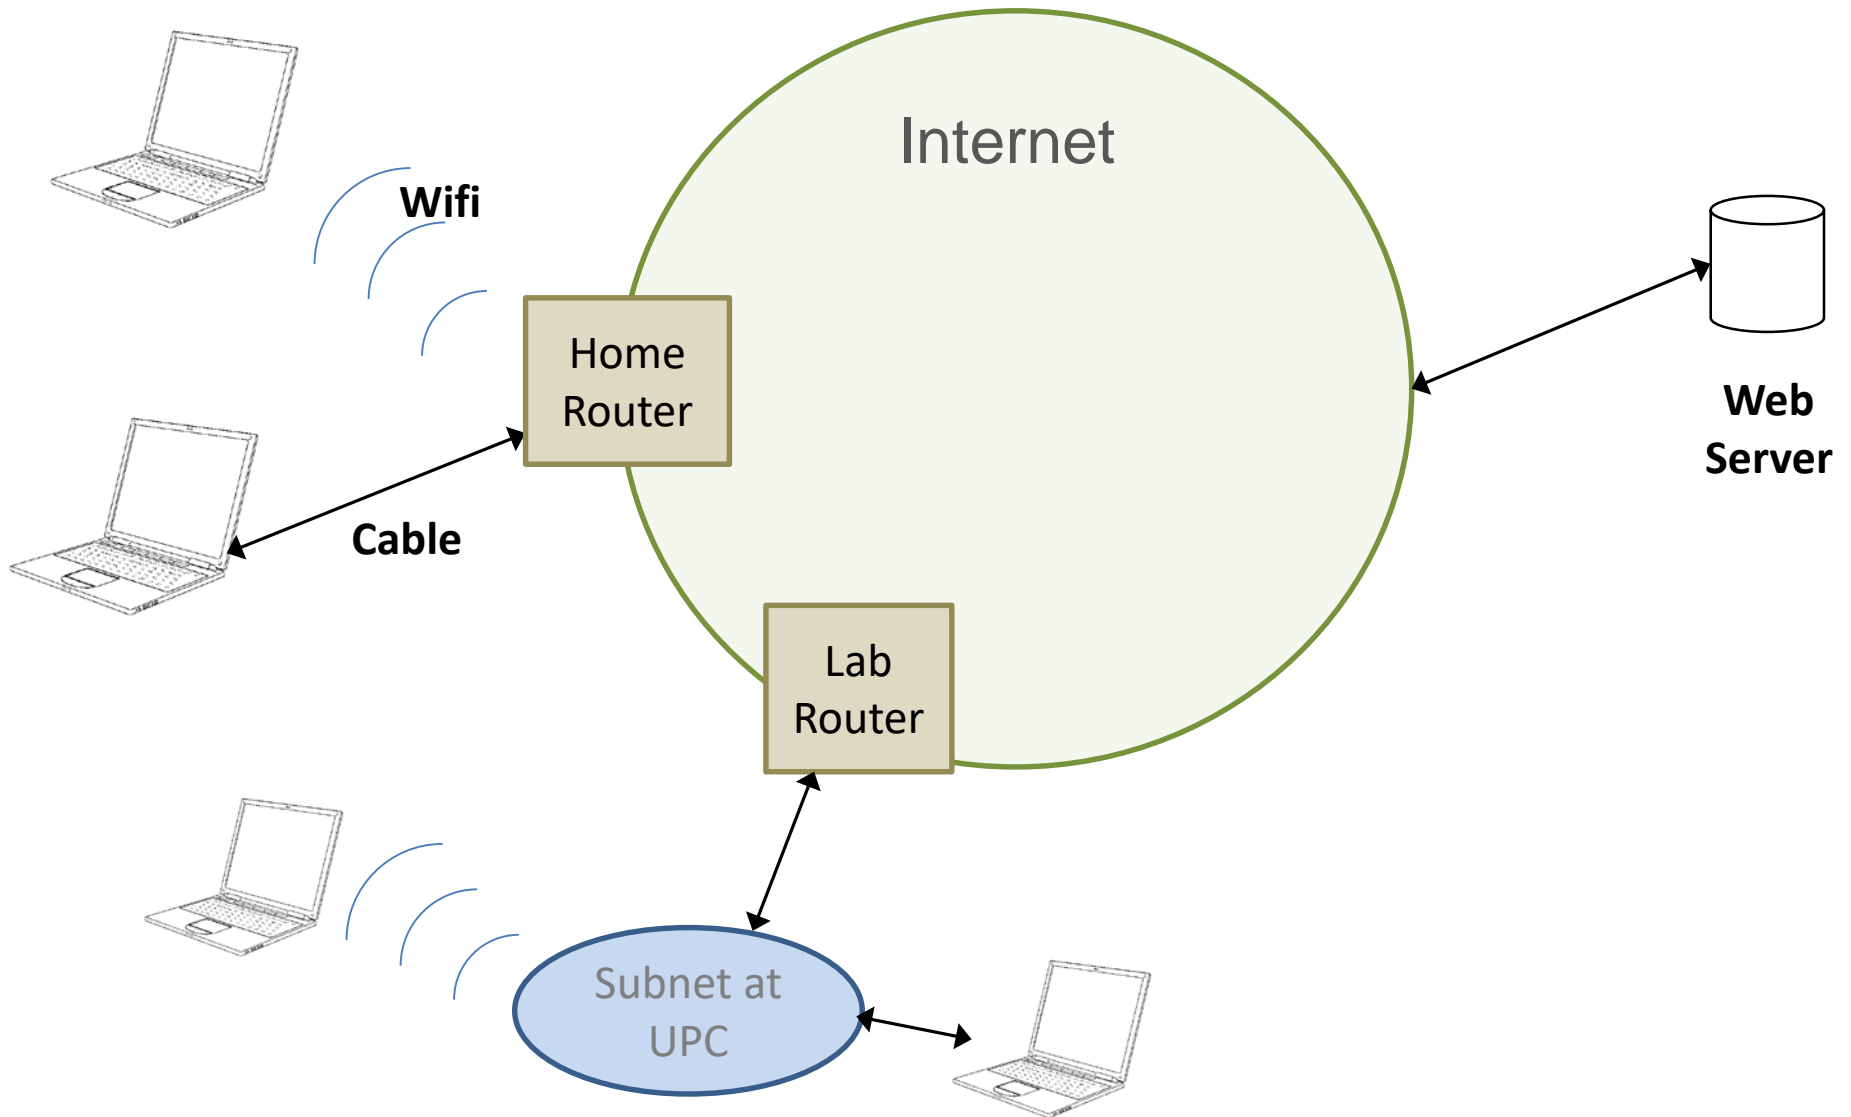 Internet
Wifi
Home
Router
Web
Server
Cable
Lab
Router
Subnet at
UPC